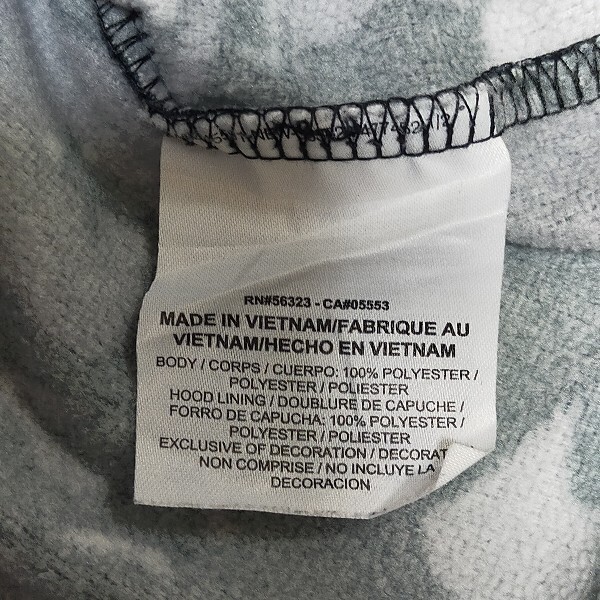 RN#56323 - CA#05553
MADE IN VIETNAM/FABRIQUE AU
VIETNAM/HECHO EN VIETNAM
BODY / CORPS / CUERPO: 100% POLYESTER /
POLYESTER / POLIESTER
HOOD LINING / DOUBLURE DE CAPUCHE /
FORRO DE CAPUCHA: 100% POLYESTER /
POLYESTER / POLIESTER
EXCLUSIVE OF DECORATION /
NON COMPRISE / NO INCLUYE LA
DECORACION